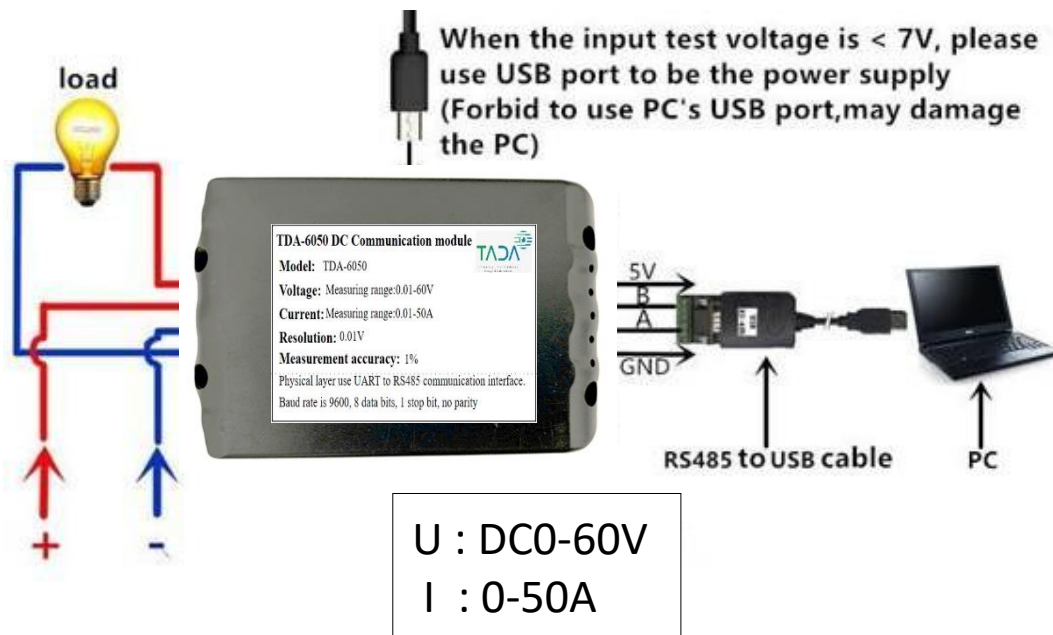 When the input test voltage is < 7V, please
use USB port to be the power supply
(Forbid to use PC's USB port,may damage
the PC)
load
TDA-6050 DC Communication module
TADA
Model: TDA-6050
Voltage: Measuring range:0.01-60V
Current: Measuring range:0.01-50A
Resolution: 0.01V
Measurement accuracy: 1%
Physical layer use UART to RS485 communication interface.
Baud rate is 9600, 8 data bits, 1 stop bit, no parity
5V
B
A
GND
RS485 to USB cable
PC
+
-
U : DC0-60V
I : 0-50A